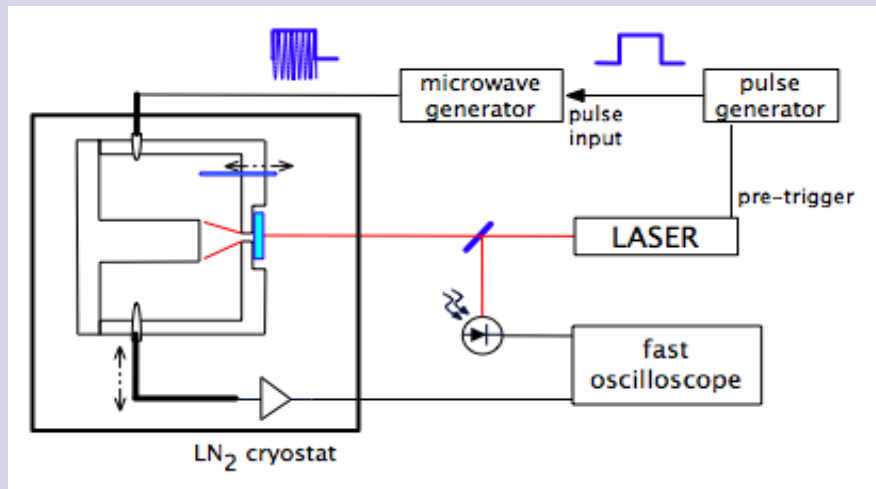 microwave
generator
pulse
generator
pulse
input
pre-trigger
LASER
fast
oscilloscope
LN₂ cryostat